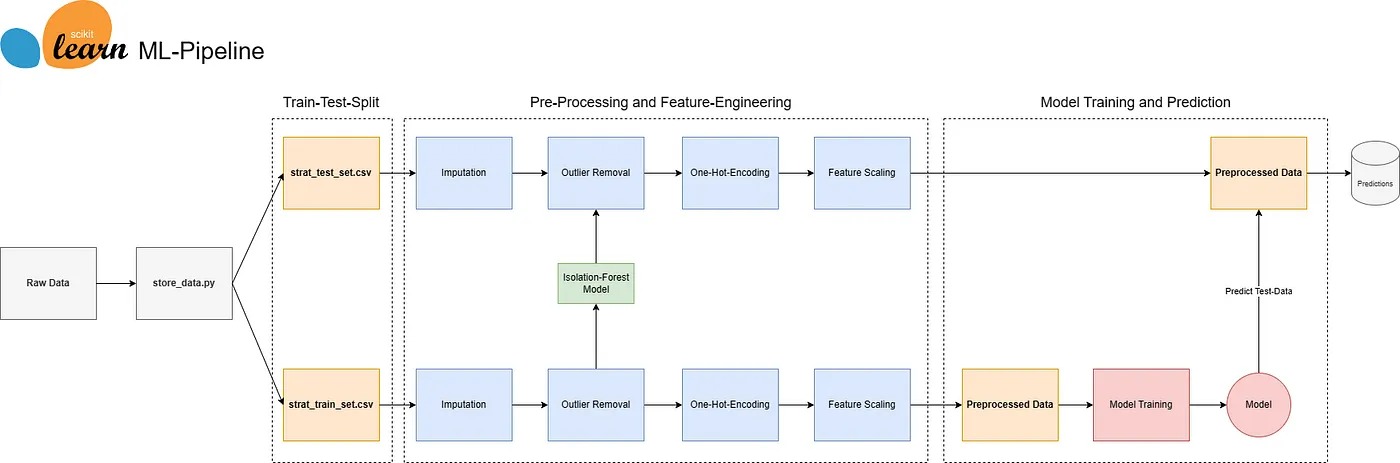 scikit
learn ML-Pipeline
Train-Test-Split
Pre-Processing and Feature-Engineering
Model Training and Prediction
strat_test_set.csv
Imputation
Outlier Removal
One-Hot-Encoding
Feature Scaling
Preprocessed Data
Predictions
Raw Data
store_data.py
Isolation-Forest
Model
Predict Test-Data
strat_train_set.csv
Imputation
Outlier Removal
One-Hot-Encoding
Feature Scaling
Preprocessed Data
Model Training
Model